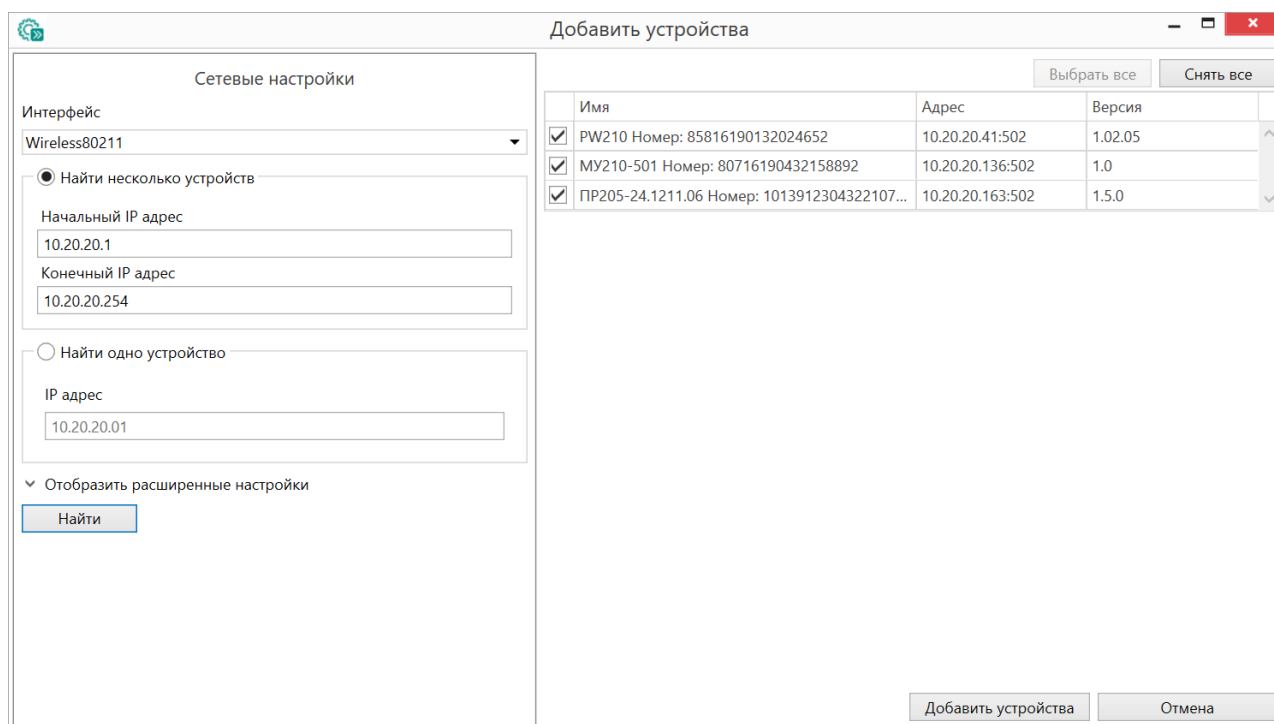 Добавить устройства
Сетевые настройки
Интерфейс
Wireless80211
Найти несколько устройств
Начальный IP адрес
10.20.20.1
Конечный IP адрес
10.20.20.254
Найти одно устройство
IP адрес
10.20.20.01
Отобразить расширенные настройки
Найти
Выбрать все Снять все
Имя Адрес Версия
PW210 Номер: 85816190132024652 10.20.20.41:502 1.02.05
МУ210-501 Номер: 80716190432158892 10.20.20.136:502 1.0
ПР205-24.1211.06 Номер: 1013912304322107... 10.20.20.163:502 1.5.0
Добавить устройства Отмена